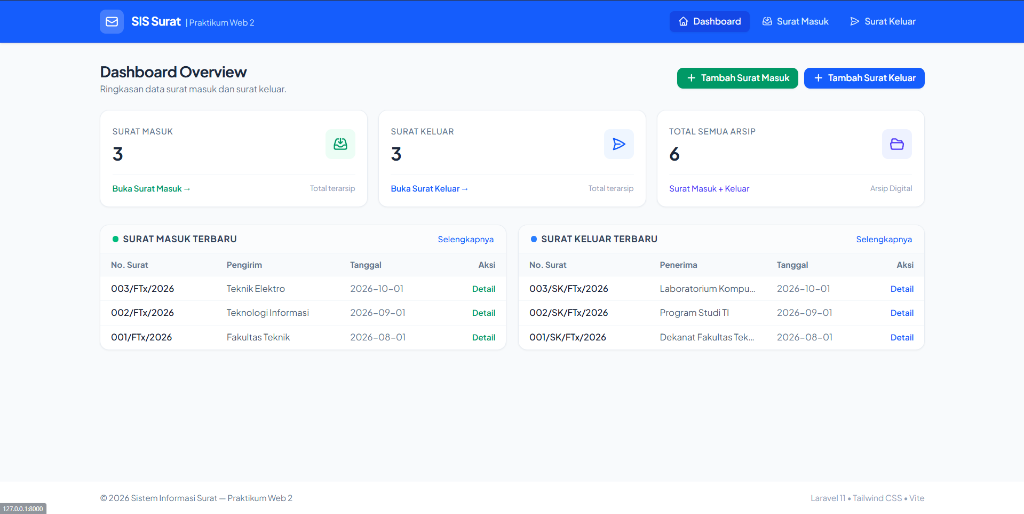 SIS Surat | Praktikum Web 2
Dashboard
Surat Masuk
Surat Keluar
Dashboard Overview
Ringkasan data surat masuk dan surat keluar.
+ Tambah Surat Masuk
+ Tambah Surat Keluar
SURAT MASUK
3
Buka Surat Masuk → Total terarsip
SURAT KELUAR
3
Buka Surat Keluar → Total terarsip
TOTAL SEMUA ARSIP
6
Surat Masuk + Keluar Arsip Digital
SURAT MASUK TERBARU Selengkapnya
No. Surat Pengirim Tanggal Aksi
003/FTx/2026 Teknik Elektro 2026-10-01 Detail
002/FTx/2026 Teknologi Informasi 2026-09-01 Detail
001/FTx/2026 Fakultas Teknik 2026-08-01 Detail
SURAT KELUAR TERBARU Selengkapnya
No. Surat Penerima Tanggal Aksi
003/SK/FTx/2026 Laboratorium Kompu... 2026-10-01 Detail
002/SK/FTx/2026 Program Studi TI 2026-09-01 Detail
001/SK/FTx/2026 Dekanat Fakultas Tek... 2026-08-01 Detail
© 2026 Sistem Informasi Surat — Praktikum Web 2
Laravel 11 • Tailwind CSS • Vite
127.0.0.1:8000